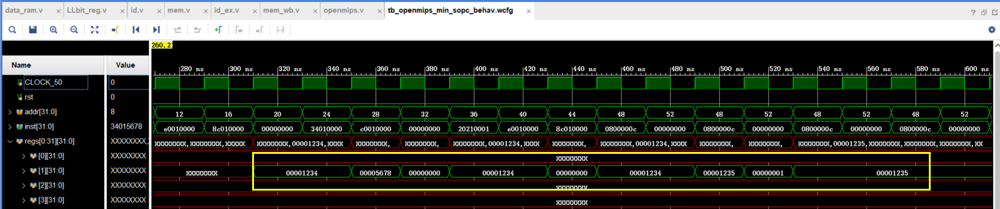 data_ram.v × LLbit_reg.v × id.v × mem.v × id_ex.v × mem_wb.v × openmips.v × tb_openmips_min_sopc_behav.wcfg ×
260.21
Name Value
280 ns 300 ns 320 ns 340 ns 360 ns 380 ns 400 ns 420 ns 440 ns 460 ns 480 ns 500 ns 520 ns 540 ns 560 ns 580 ns 600 ns
CLOCK_50 0
rst 0
addr[31:0] 8 12 16 20 24 28 32 36 40 44 48 52 48 52 48 52 48 52
inst[31:0] 34015678 e0010000 8c010000 00000000 34010000 c0010000 00000000 20210001 e0010000 8c010000 0800000c 00000000 0800000c 00000000 0800000c 0800000c 00000000
regs[0:31][31:0] XXXXXXXX, XXXXXXXX,XXXXXXXX,XXXXX XXXXXXXX,00001234,XXXX XXXXXXXX, XXXXXXXX, XXXXXXXX,00001234,XXXX XXXXXXXX, XXXXXXXX,00001234,XXXX XXXXXXXX, XXXXXXXX, XXXXXXXX,00001235,XXXXXXXX,XXXXXXXX,XXXXXXXX,XX
[0][31:0] XXXXXXXX XXXXXXXX
[1][31:0] XXXXXXXX XXXXXXXX 00001234 00005678 00000000 00001234 00000000 00001234 00001235 00000001 00001235
[2][31:0] XXXXXXXX XXXXXXXX
[3][31:0] XXXXXXXX XXXXXXXX